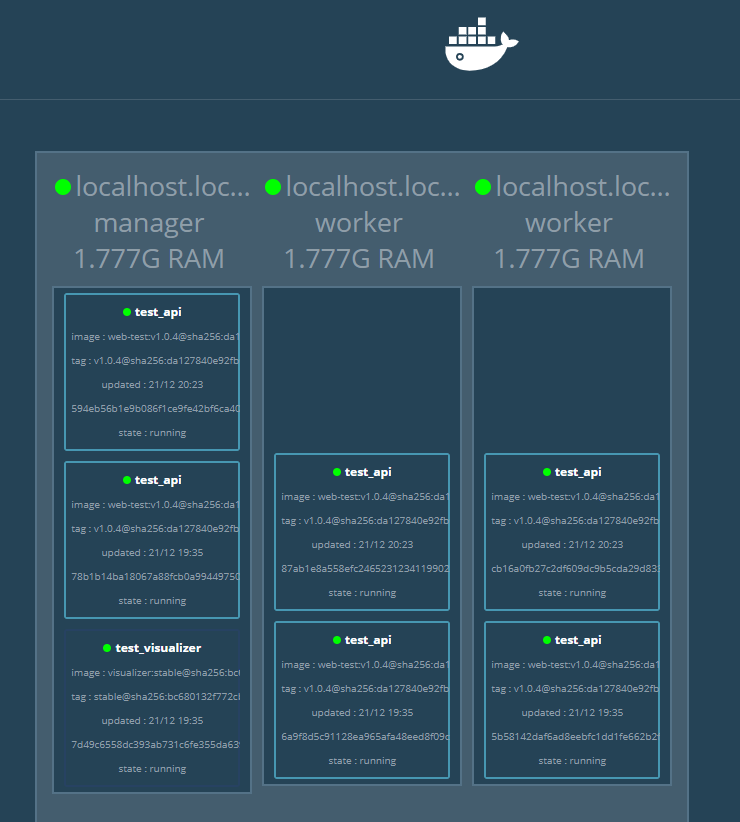 localhost.loc...
manager
1.777G RAM
test_api
image : web-test:v1.0.4@sha256:da1
tag : v1.0.4@sha256:da127840e92fb
updated : 21/12 20:23
594eb56b1e9b086f1ce9fe42bf6ca40
state : running
test_api
image : web-test:v1.0.4@sha256:da1
tag : v1.0.4@sha256:da127840e92fb
updated : 21/12 19:35
78b1b14ba18067a88fcb0a99449750
state : running
test_visualizer
image : visualizer:stable@sha256:bc6
tag : stable@sha256:bc680132f772cb
updated : 21/12 19:35
7d49c6558dc393ab731c6fe355da639
state : running
localhost.loc...
worker
1.777G RAM
test_api
image : web-test:v1.0.4@sha256:da1
tag : v1.0.4@sha256:da127840e92fb
updated : 21/12 20:23
87ab1e8a558efc2465231234119902
state : running
test_api
image : web-test:v1.0.4@sha256:da1
tag : v1.0.4@sha256:da127840e92fb
updated : 21/12 19:35
6a9f8d5c91128ea965afa48eed8f09c
state : running
localhost.loc...
worker
1.777G RAM
test_api
image : web-test:v1.0.4@sha256:da1
tag : v1.0.4@sha256:da127840e92fb
updated : 21/12 20:23
cb16a0fb27c2df609dc9b5cda29d833
state : running
test_api
image : web-test:v1.0.4@sha256:da1
tag : v1.0.4@sha256:da127840e92fb
updated : 21/12 19:35
5b58142daf6ad8eebfc1dd1fe662b29
state : running